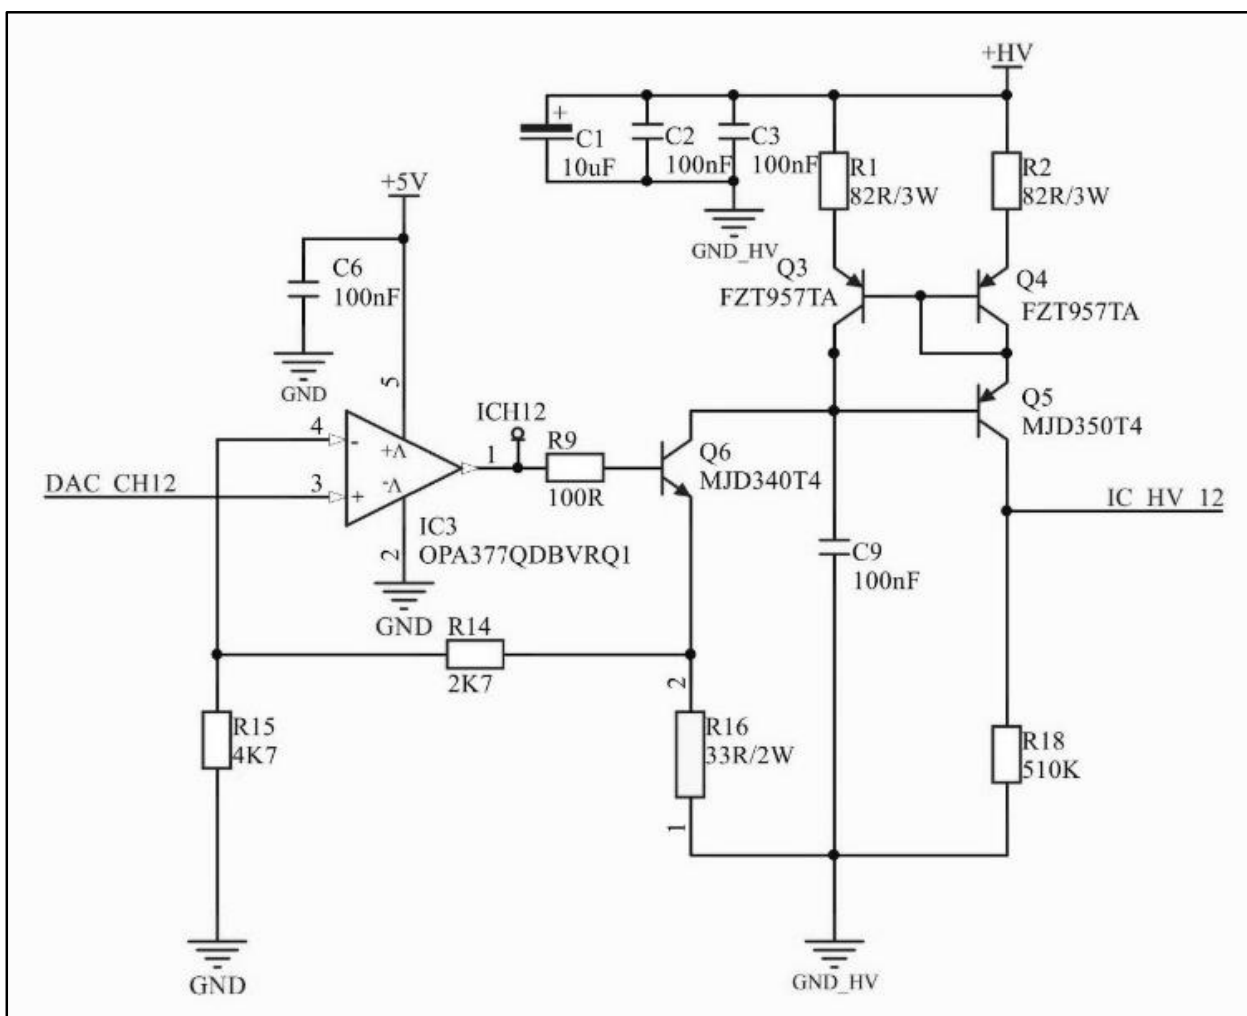 +HV
+
C1
10uF
C2
100nF
C3
100nF
R1
82R/3W
R2
82R/3W
GND_HV
+5V
C6
100nF
GND
Q3
FZT957TA
Q4
FZT957TA
5
4
-
V+
3
+
V-
1
2
DAC_CH12
ICH12
R9
100R
IC3
OPA377QDBVRQ1
GND
Q6
MJD340T4
Q5
MJD350T4
IC_HV_12
C9
100nF
R14
2K7
2
R15
4K7
R16
33R/2W
1
R18
510K
GND
GND_HV